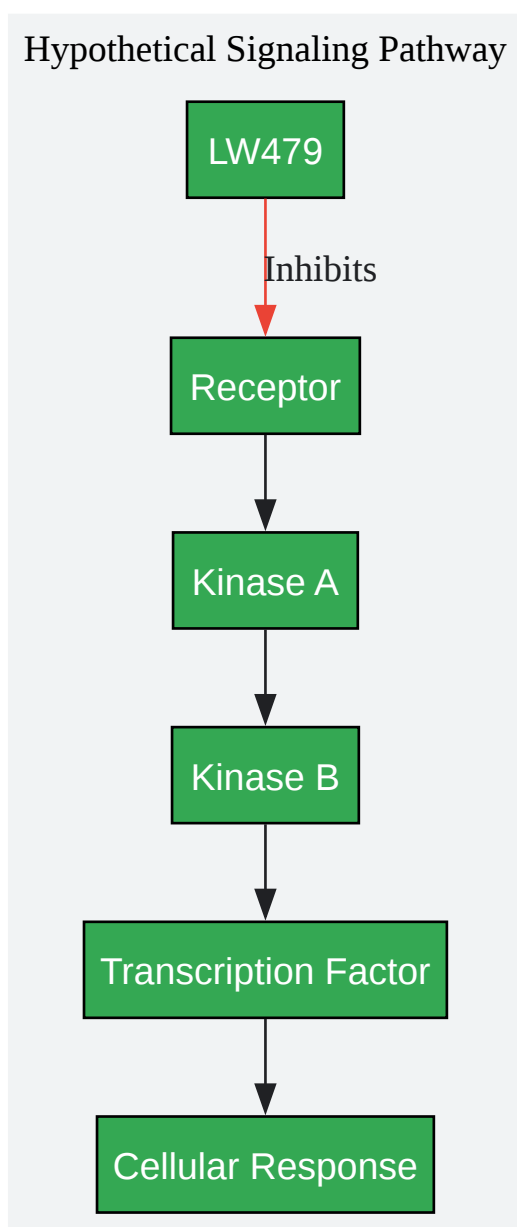 Hypothetical Signaling Pathway
LW479
Inhibits
Receptor
Kinase A
Kinase B
Transcription Factor
Cellular Response